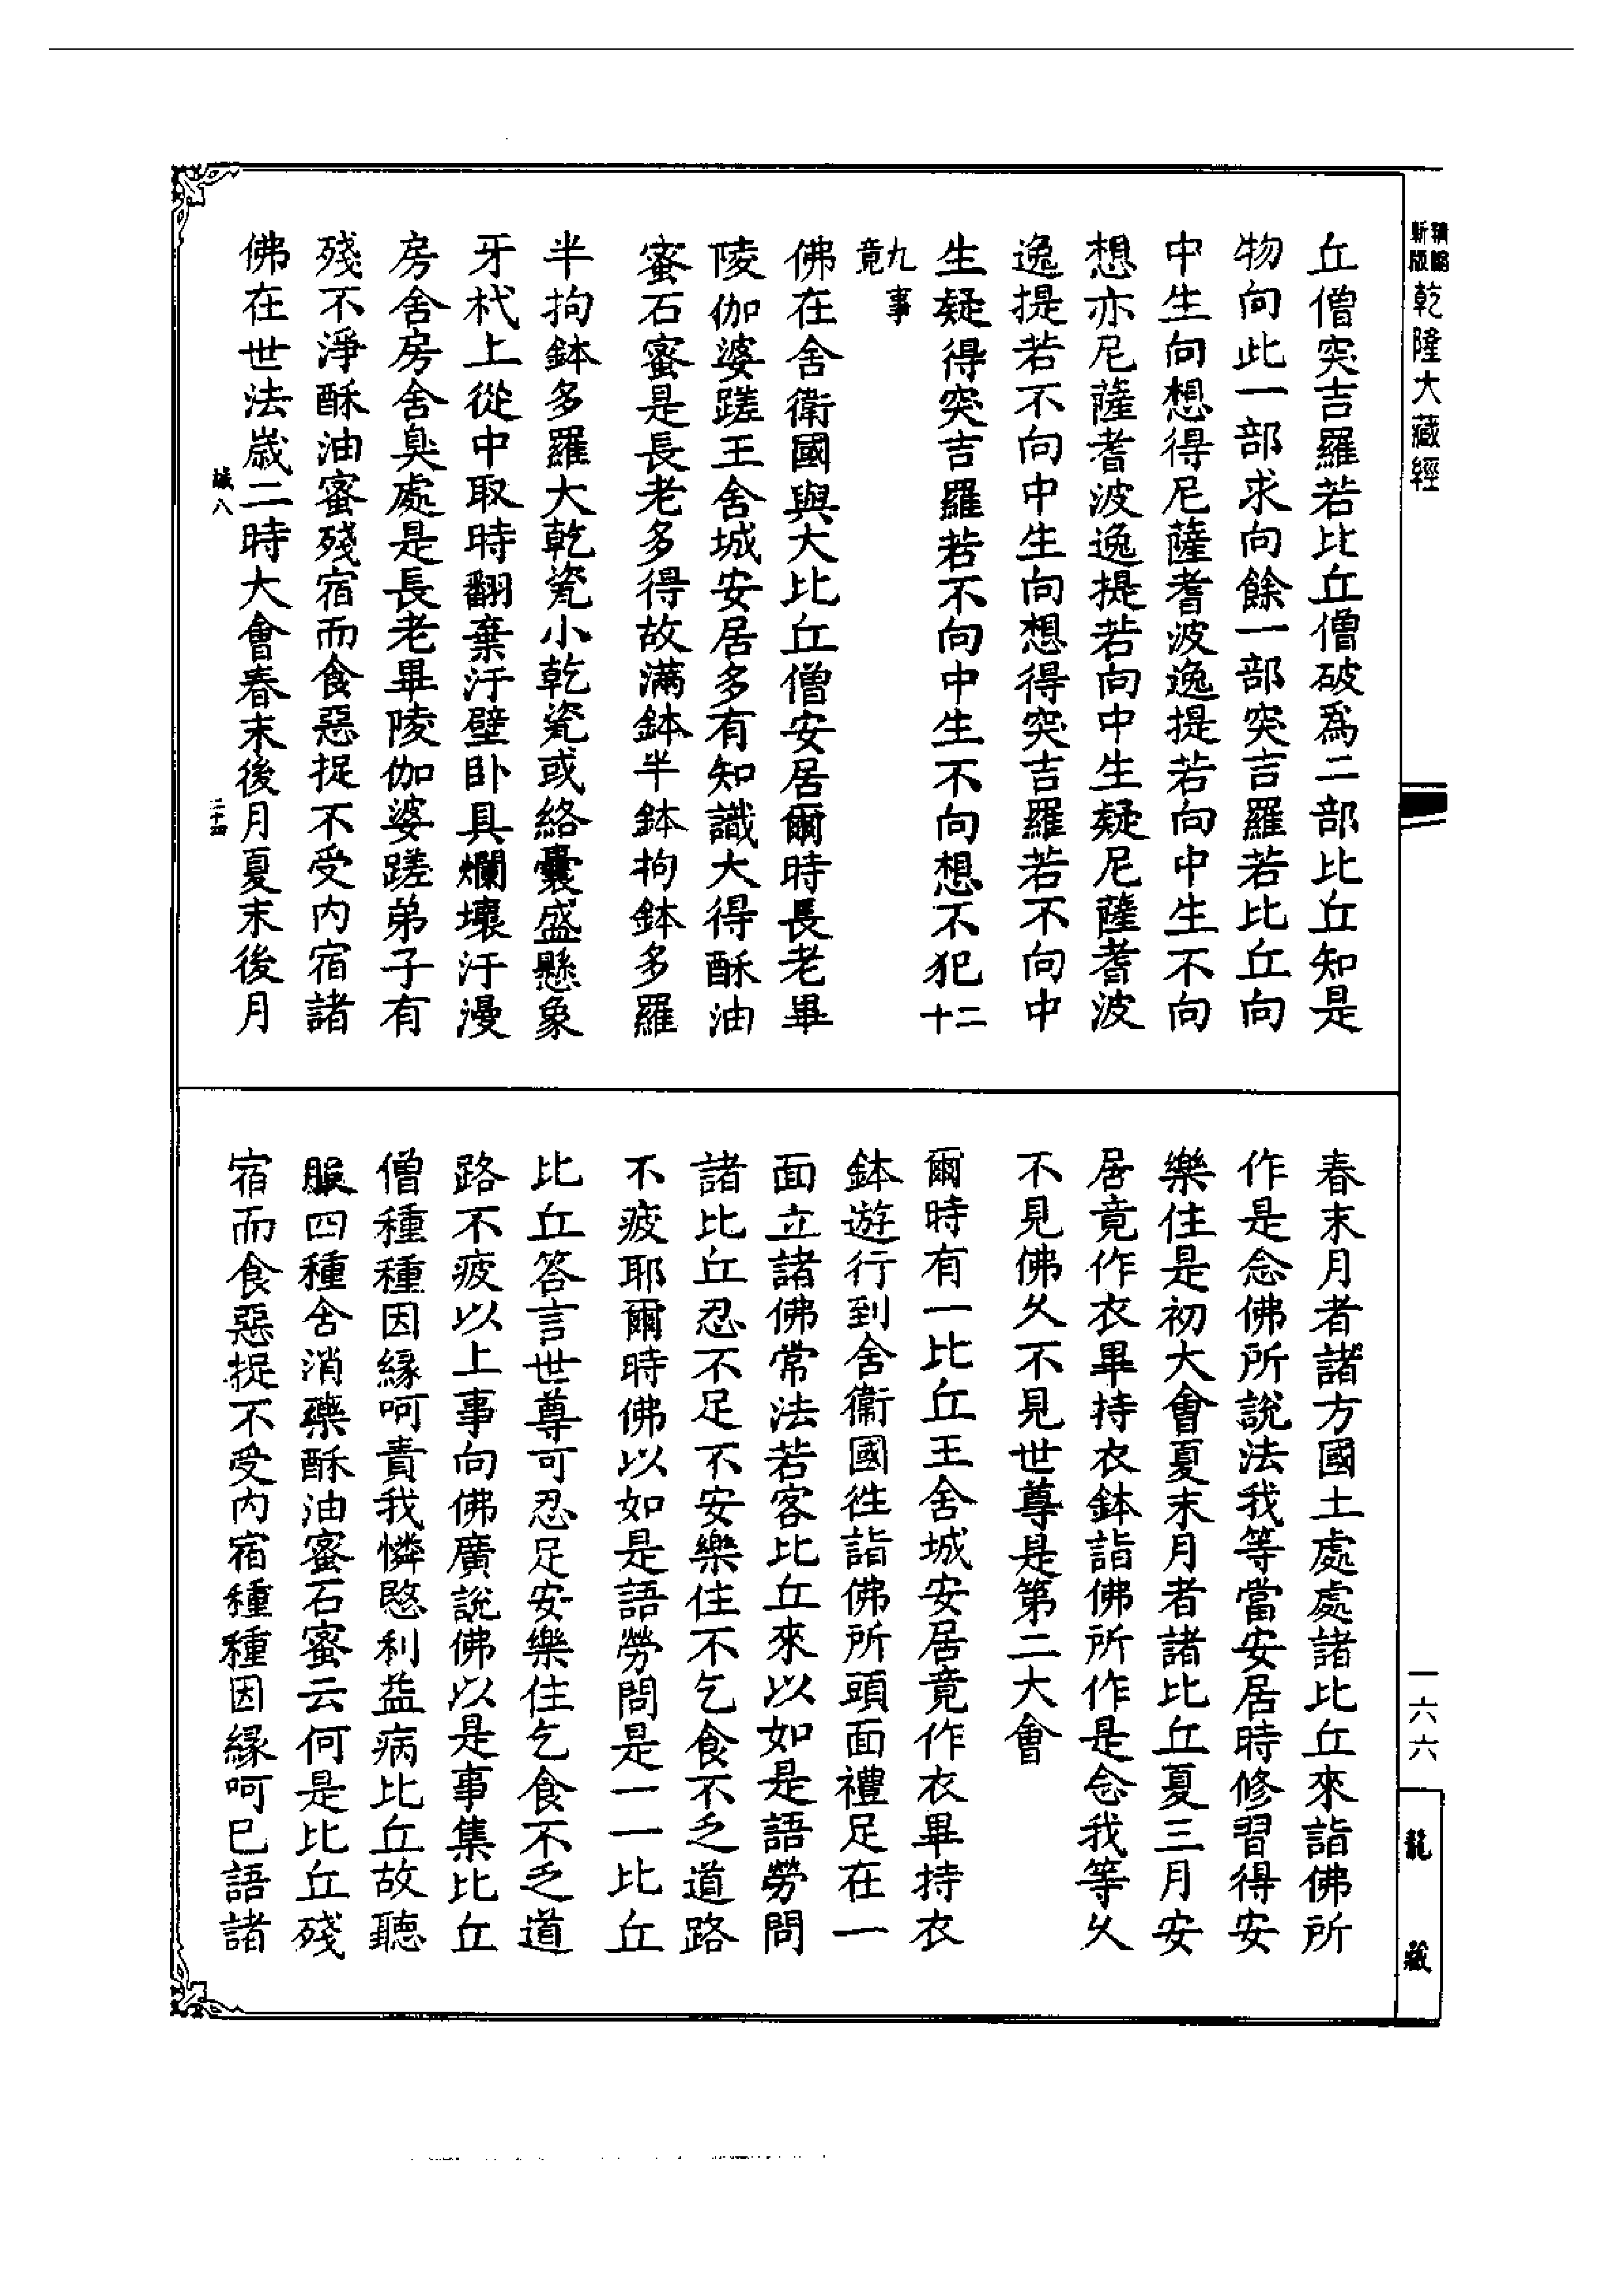 新版
乾隆大藏經
一六六
龍藏
丘僧突吉羅若比丘僧破爲二部比丘知是
物向此一部求向餘一部突吉羅若比丘向
中生向想得尼薩耆波逸提若向中生不向
想亦尼薩耆波逸提若向中生疑尼薩耆波
逸提若不向中生向想得突吉羅若不向中
生疑得突吉羅若不向中生不向想不犯二十
九事竟
佛在舍衛國與大比丘僧安居爾時長老畢
陵伽婆蹉王舍城安居多有知識大得酥油
蜜石蜜是長老多得故滿鉢半鉢拘鉢多羅
半拘鉢多羅大乾瓷小乾瓷或絡囊盛懸象
牙杙上從中取時翻棄汙壁卧具爛壞汙漫
房舍房舍臭處是長老畢陵伽婆蹉弟子有
殘不淨酥油蜜殘宿而食惡捉不受內宿諸
佛在世法歲二時大會春末後月夏末後月
二十四
春末月者諸方國土處處諸比丘來詣佛所
作是念佛所說法我等當安居時修習得安
樂住是初大會夏末月者諸比丘夏三月安
居竟作衣畢持衣鉢詣佛所作是念我等久
不見佛久不見世尊是第二大會
爾時有一比丘王舍城安居竟作衣畢持衣
鉢遊行到舍衛國徃詣佛所頭面禮足在一
面立諸佛常法若客比丘來以如是語勞問
諸比丘忍不足不安樂住不乞食不乏道路
不疲耶爾時佛以如是語勞問是一一比丘
比丘答言世尊可忍足安樂住乞食不乏道
路不疲以上事向佛廣說佛以是事集比丘
僧種種因緣呵責我憐愍利益病比丘故聽
服四種含消藥酥油蜜石蜜云何是比丘殘
宿而食惡捉不受內宿種種因緣呵已語諸